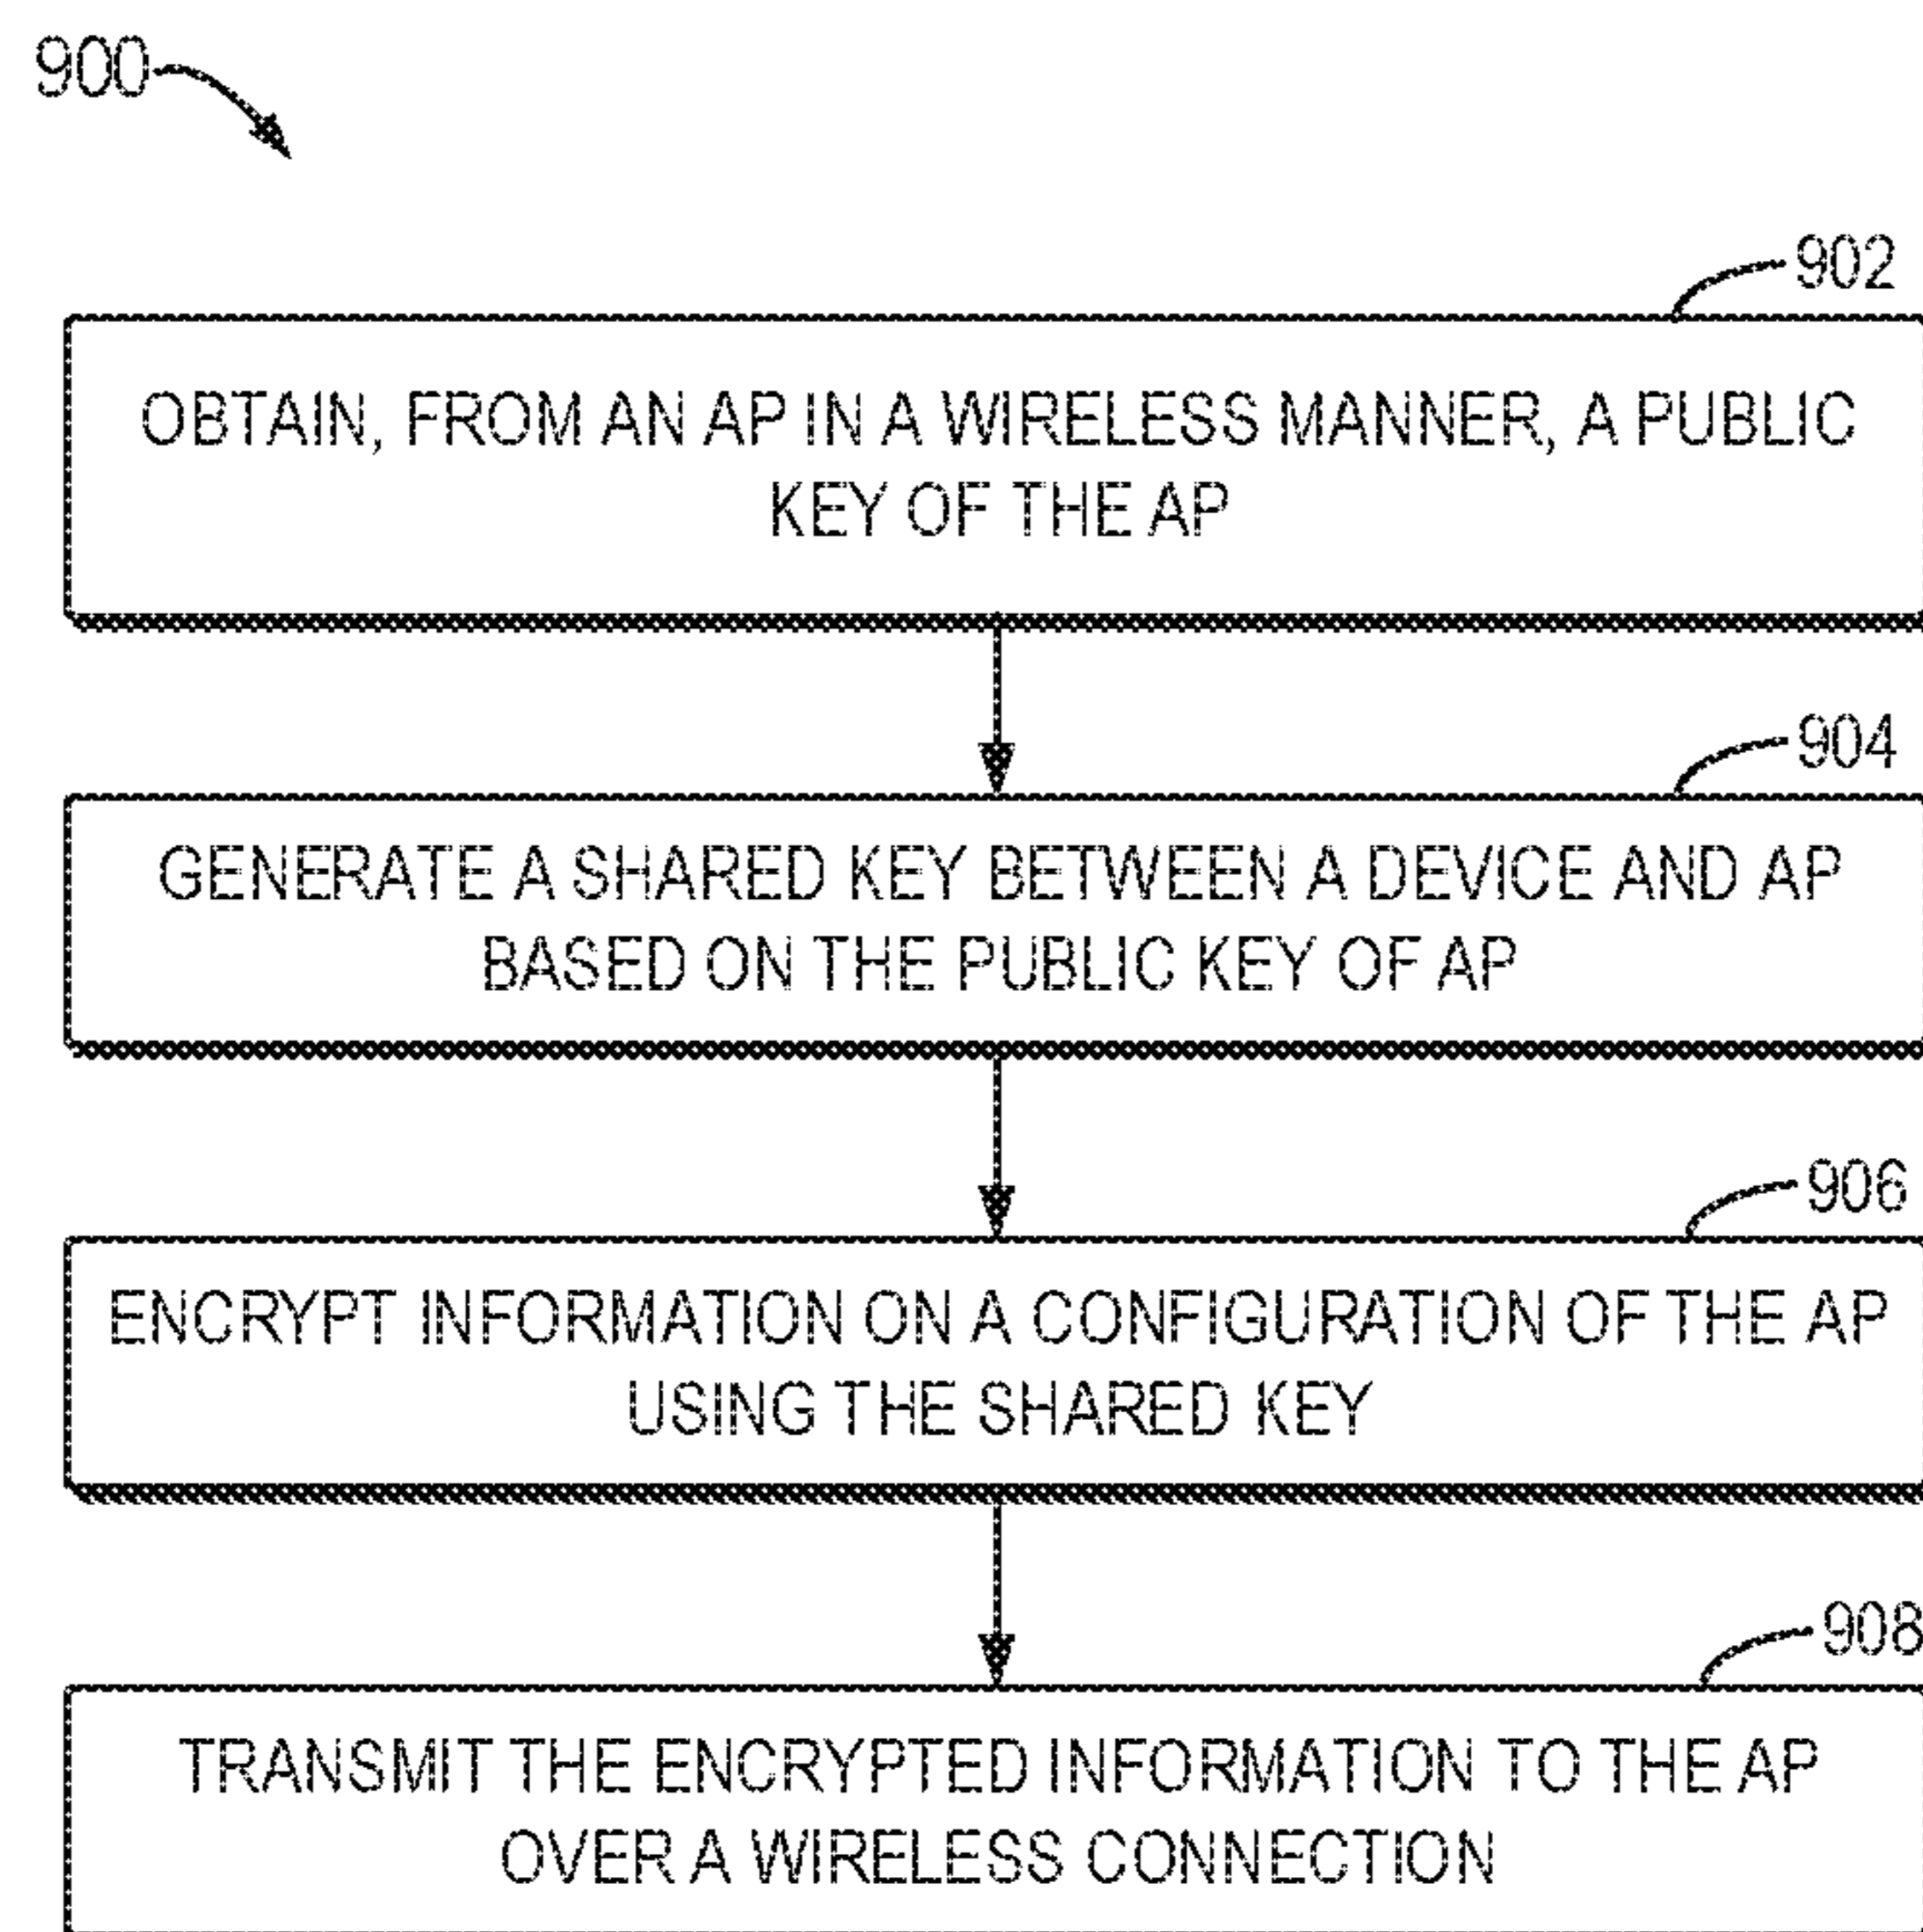 900
902
OBTAIN, FROM AN AP IN A WIRELESS MANNER, A PUBLIC
KEY OF THE AP
904
GENERATE A SHARED KEY BETWEEN A DEVICE AND AP
BASED ON THE PUBLIC KEY OF AP
906
ENCRYPT INFORMATION ON A CONFIGURATION OF THE AP
USING THE SHARED KEY
908
TRANSMIT THE ENCRYPTED INFORMATION TO THE AP
OVER A WIRELESS CONNECTION